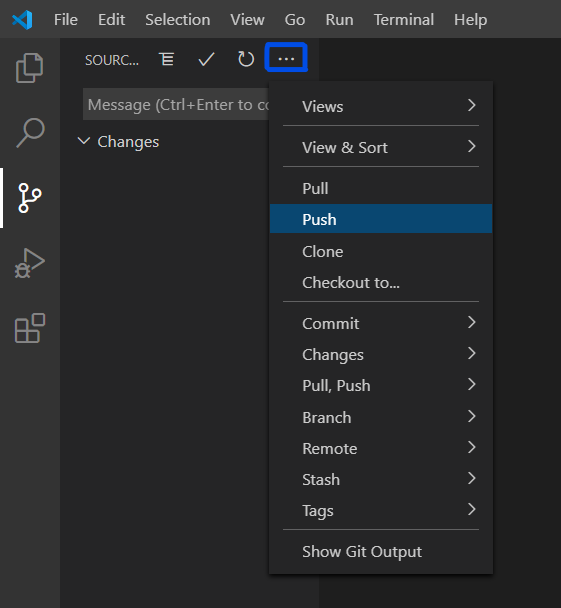 File Edit Selection View Go Run Terminal Help
SOURC... ...
Message (Ctrl+Enter to co
Changes
Views
View & Sort
Pull
Push
Clone
Checkout to...
Commit
Changes
Pull, Push
Branch
Remote
Stash
Tags
Show Git Output